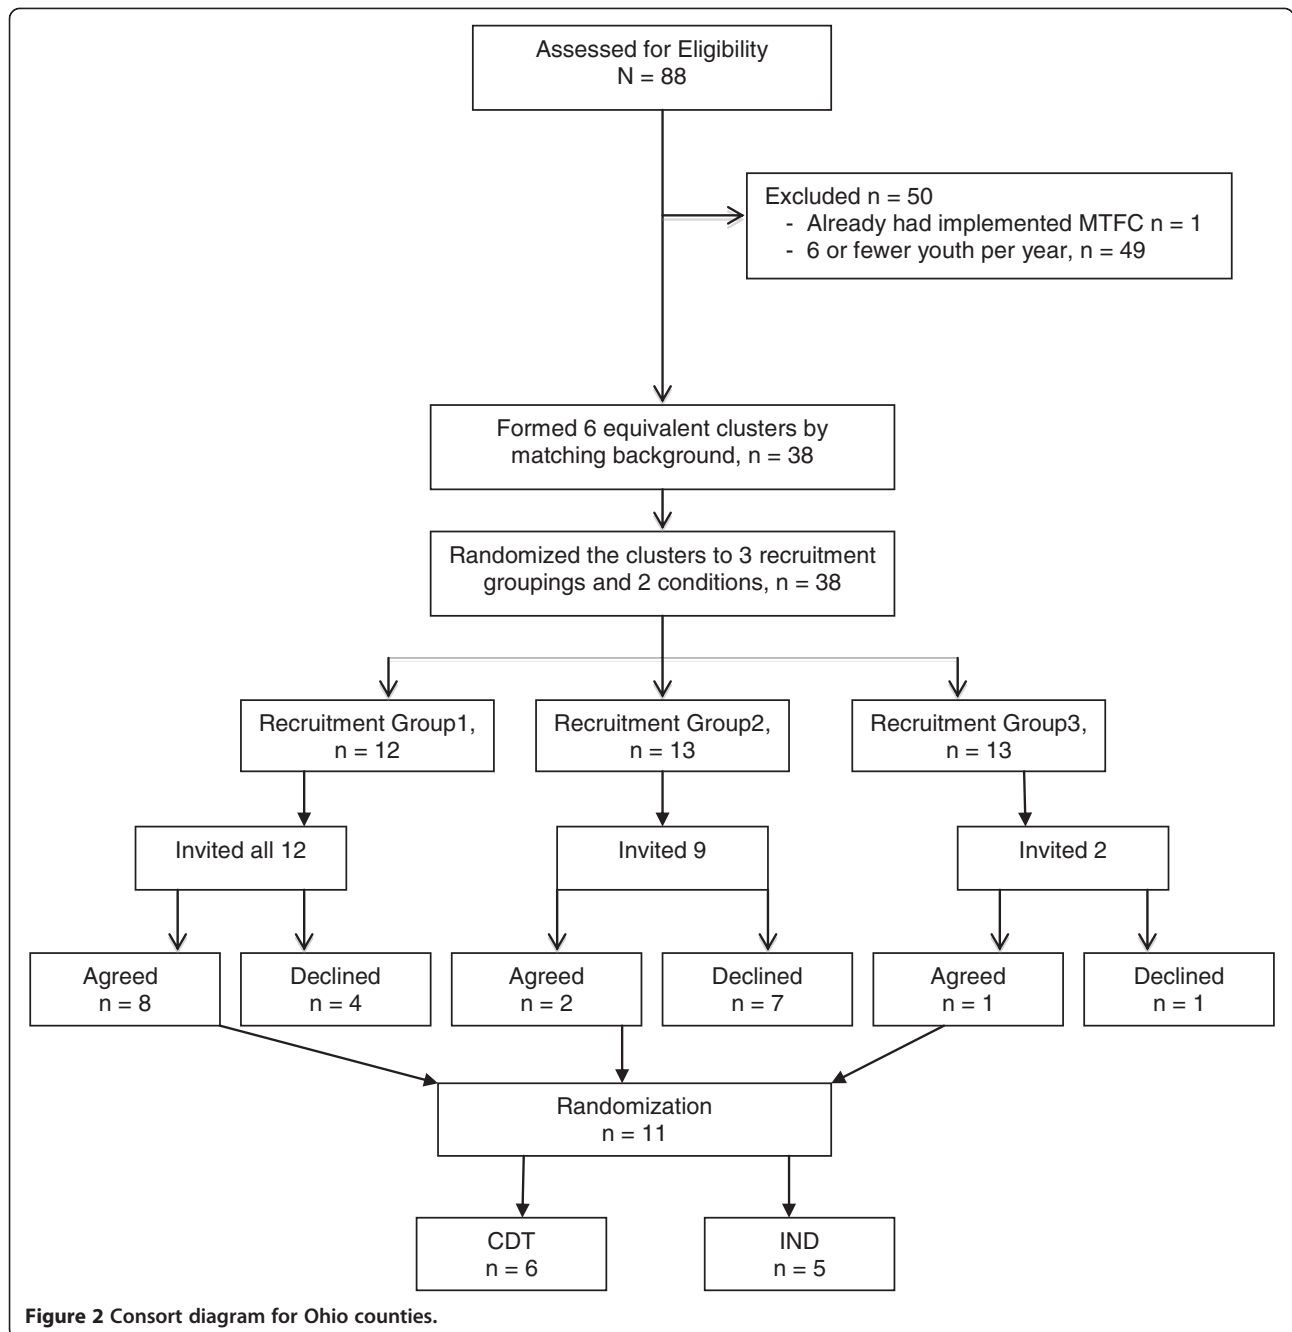 Assessed for Eligibility
N = 88
Excluded n = 50
- Already had implemented MTFC n = 1
- 6 or fewer youth per year, n = 49
Formed 6 equivalent clusters by
matching background, n = 38
Randomized the clusters to 3 recruitment
groupings and 2 conditions, n = 38
Recruitment Group1,
n = 12
Recruitment Group2,
n = 13
Recruitment Group3,
n = 13
Invited all 12
Invited 9
Invited 2
Agreed
n = 8
Declined
n = 4
Agreed
n = 2
Declined
n = 7
Agreed
n = 1
Declined
n = 1
Randomization
n = 11
CDT
n = 6
IND
n = 5
Figure 2 Consort diagram for Ohio counties.